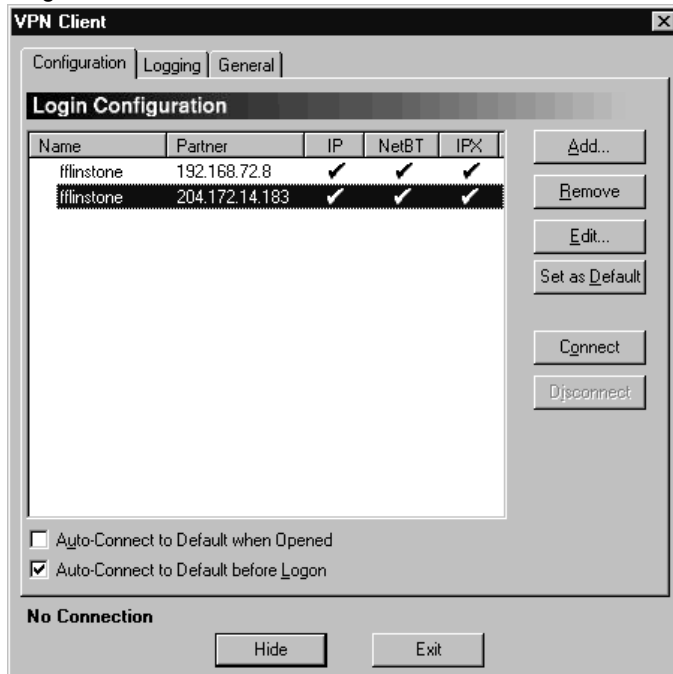 VPN Client
Configuration Logging General
Login Configuration
Name Partner IP NetBT IPX
fflinstone 192.168.72.8
fflinstone 204.172.14.183
Add...
Remove
Edit...
Set as Default
Connect
Disconnect
Auto-Connect to Default when Opened
Auto-Connect to Default before Logon
No Connection
Hide Exit